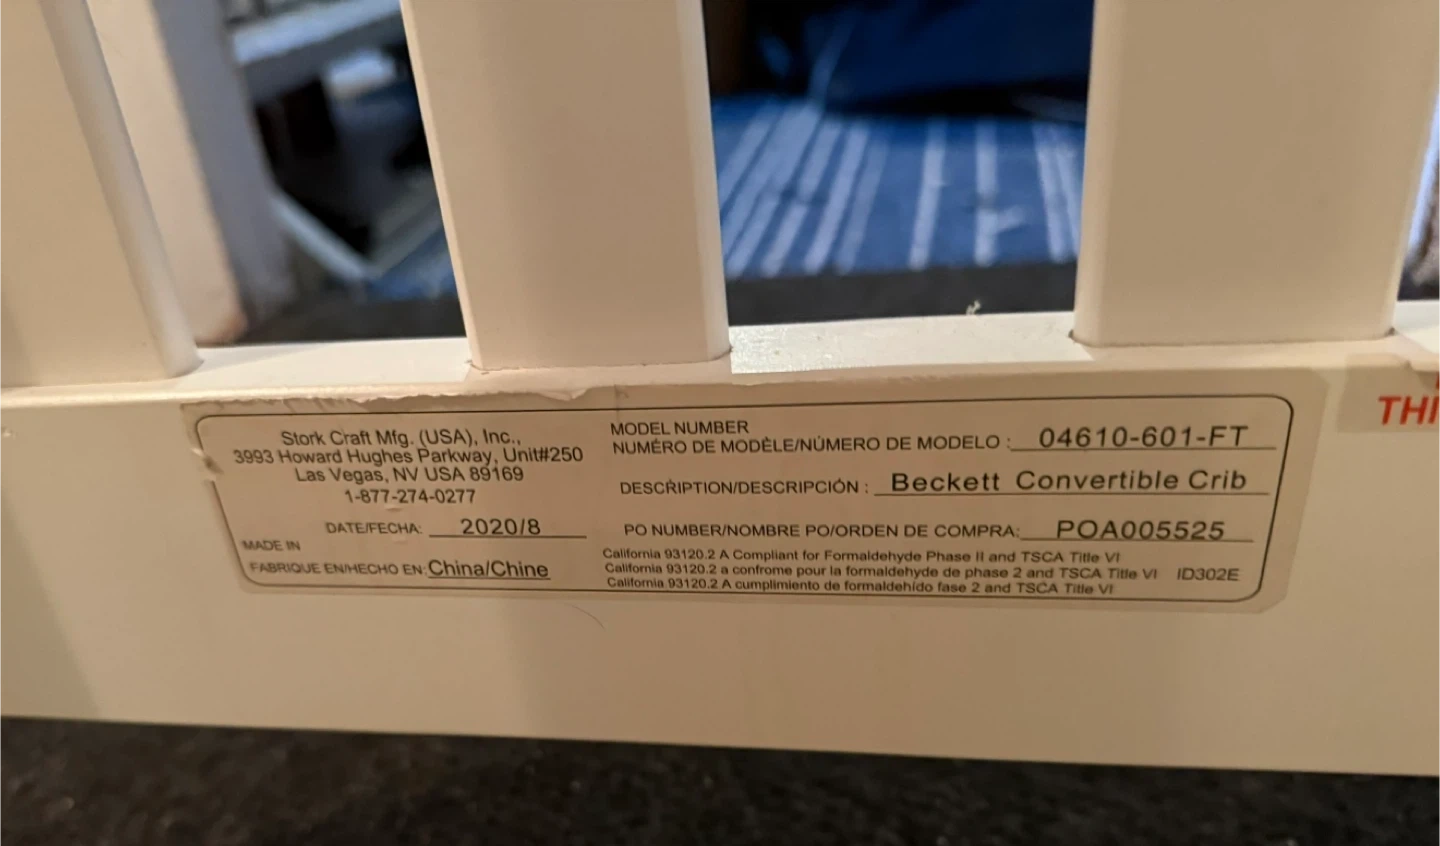 Stork Craft Mfg. (USA), Inc.,
3993 Howard Hughes Parkway, Unit#250
Las Vegas, NV USA 89169
1-877-274-0277
DATE/FECHA: 2020/8
MADE IN
FABRIQUE EN/HECHO EN: China/Chine
MODEL NUMBER
NUMÉRO DE MODÈLE/NÚMERO DE MODELO : 04610-601-FT
DESCRIPTION/DESCRIPCIÓN : Beckett Convertible Crib
PO NUMBER/NOMBRE PO/ORDEN DE COMPRA: POA005525
California 93120.2 A Compliant for Formaldehyde Phase II and TSCA Title VI
California 93120.2 a confrome pour la formaldehyde de phase 2 and TSCA Title VI ID302E
California 93120.2 A cumplimiento de formaldehído fase 2 and TSCA Title VI
THI